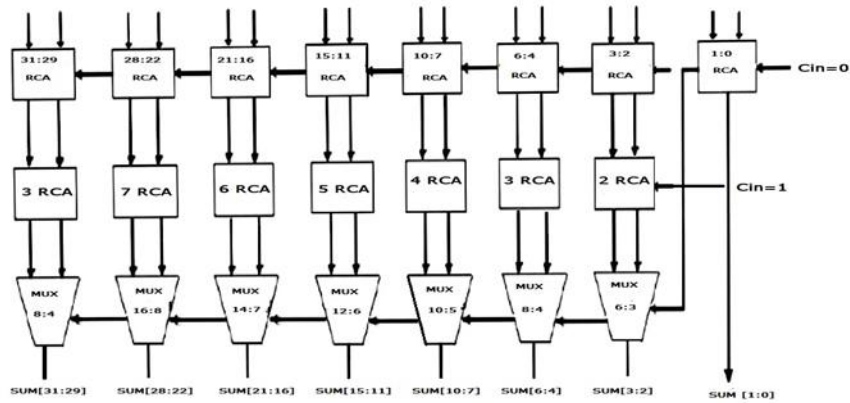 31:29
RCA
28:22
RCA
21:16
RCA
15:11
RCA
10:7
RCA
6:4
RCA
3:2
RCA
1:0
RCA
Cin=0
3 RCA
7 RCA
6 RCA
5 RCA
4 RCA
3 RCA
2 RCA
Cin=1
MUX
8:4
MUX
16:8
MUX
14:7
MUX
12:6
MUX
10:5
MUX
8:4
MUX
6:3
SUM[31:29]
SUM[28:22]
SUM[21:16]
SUM[15:11]
SUM[10:7]
SUM[6:4]
SUM[3:2]
SUM [1:0]